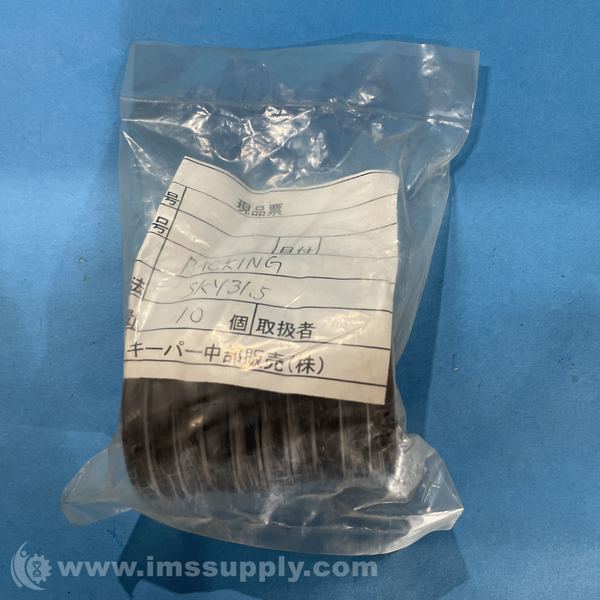 現品票
号
号
日付
PACKING
法 SKY31.5
10 個 取扱者
キーパー中部販売(株)
www.imssupply.com